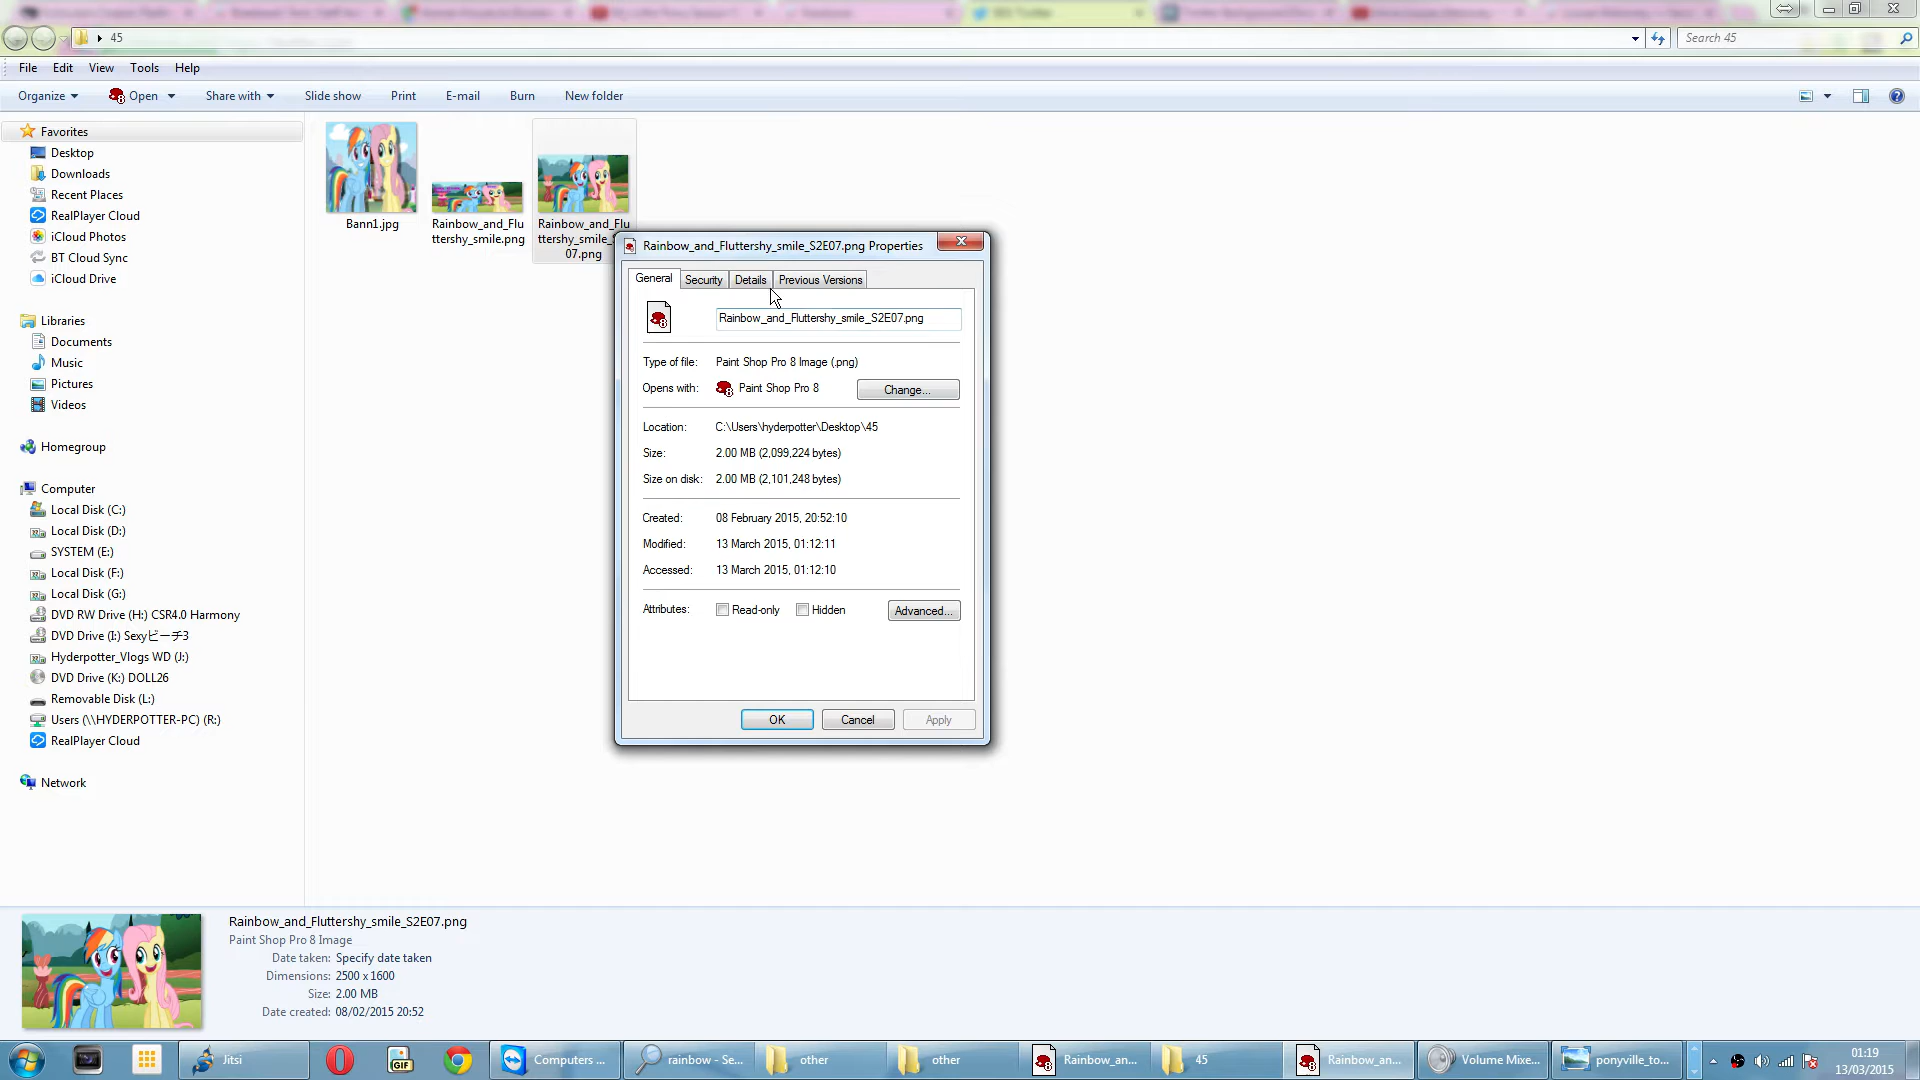 45
Search 45
File Edit View Tools Help
Organize Open Share with Slide show Print E-mail Burn New folder
Favorites
Desktop
Downloads
Recent Places
RealPlayer Cloud
iCloud Photos
BT Cloud Sync
iCloud Drive
Libraries
Documents
Music
Pictures
Videos
Homegroup
Computer
Local Disk (C:)
Local Disk (D:)
SYSTEM (E:)
Local Disk (F:)
Local Disk (G:)
DVD RW Drive (H:) CSR4.0 Harmony
DVD Drive (I:) Sexyビーチ3
Hyderpotter_Vlogs WD (J:)
DVD Drive (K:) DOLL26
Removable Disk (L:)
Users (\\HYDERPOTTER-PC) (R:)
RealPlayer Cloud
Network
Bann1.jpg
Rainbow_and_Flu
ttershy_smile.png
Rainbow_and_Flu
ttershy_smile_S
07.png
Rainbow_and_Fluttershy_smile_S2E07.png Properties
General Security Details Previous Versions
Rainbow_and_Fluttershy_smile_S2E07.png
Type of file: Paint Shop Pro 8 Image (.png)
Opens with: Paint Shop Pro 8 Change...
Location: C:\Users\hyderpotter\Desktop\45
Size: 2.00 MB (2,099,224 bytes)
Size on disk: 2.00 MB (2,101,248 bytes)
Created: 08 February 2015, 20:52:10
Modified: 13 March 2015, 01:12:11
Accessed: 13 March 2015, 01:12:10
Attributes: Read-only Hidden Advanced...
OK Cancel Apply
Rainbow_and_Fluttershy_smile_S2E07.png
Paint Shop Pro 8 Image
Date taken: Specify date taken
Dimensions: 2500 x 1600
Size: 2.00 MB
Date created: 08/02/2015 20:52
Jitsi GIF Computers ... rainbow - Se... other other Rainbow_an... 45 Rainbow_an... Volume Mixe... ponyville_to...
01:19
13/03/2015